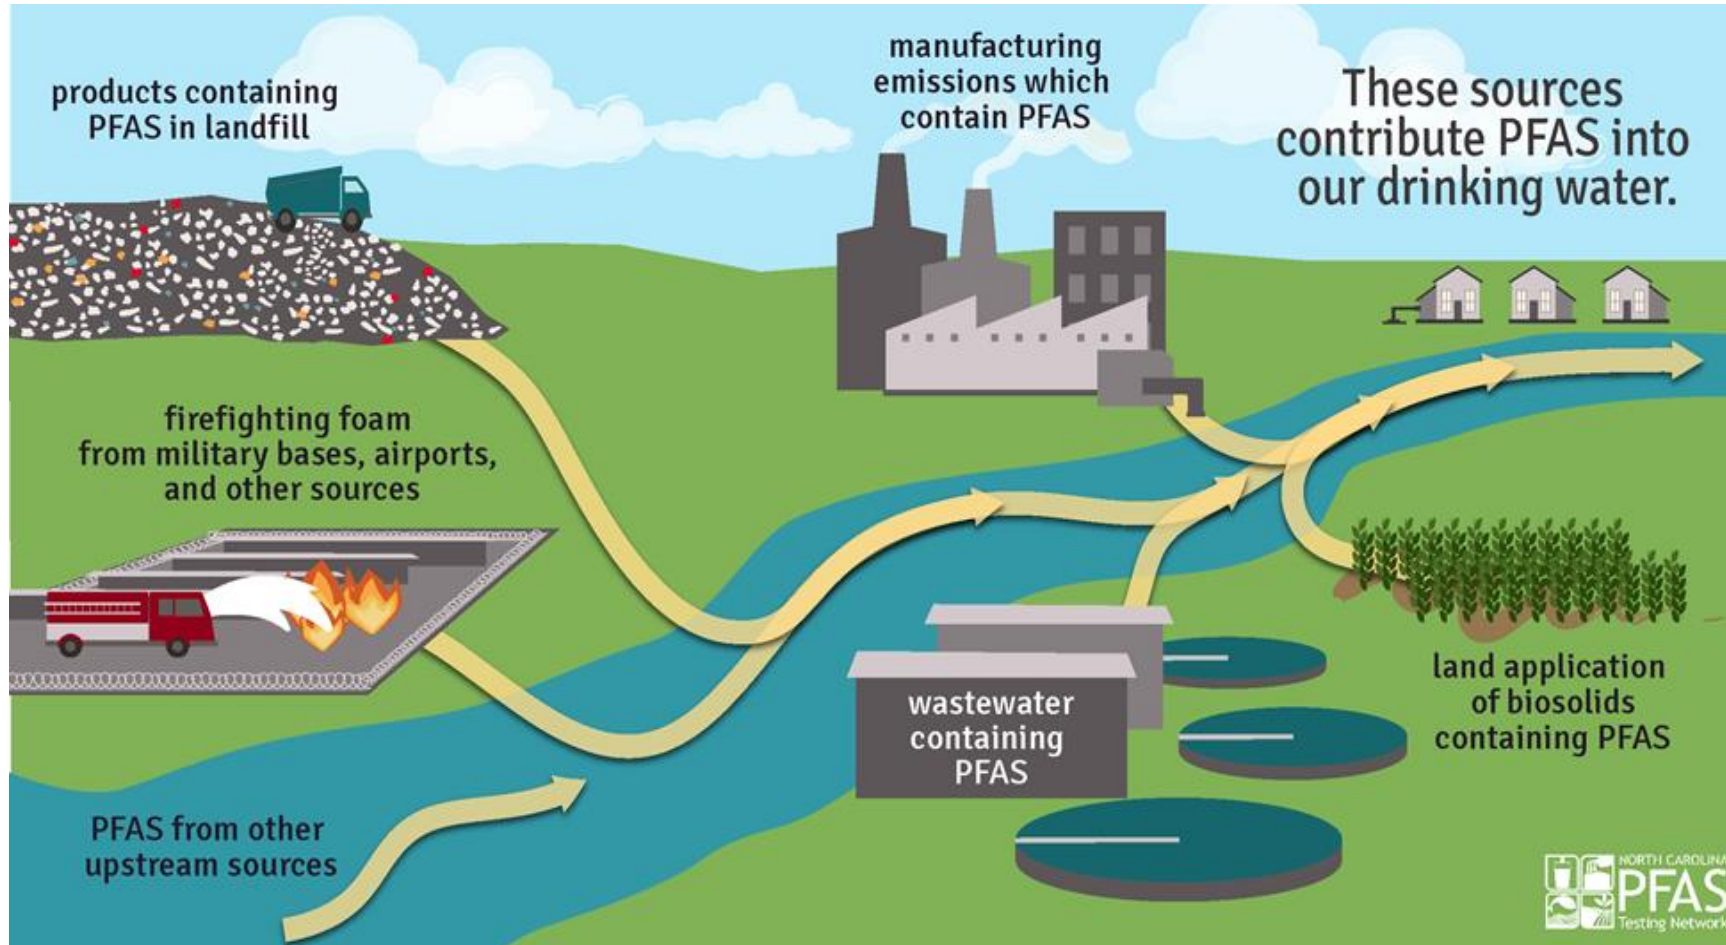 products containing
PFAS in landfill
manufacturing
emissions which
contain PFAS
These sources
contribute PFAS into
our drinking water.
firefighting foam
from military bases, airports,
and other sources
wastewater
containing
PFAS
land application
of biosolids
containing PFAS
PFAS from other
upstream sources
NORTH CAROLINA
PFAS
Testing Network